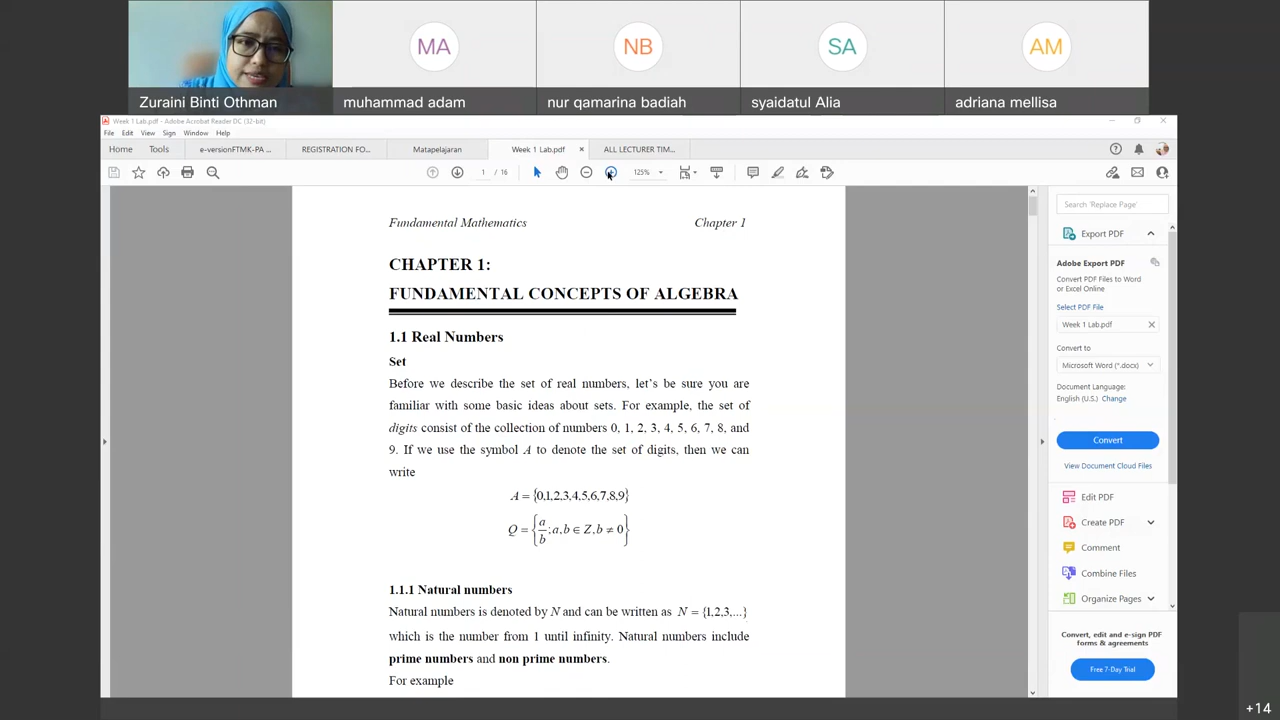 MA
NB
SA
AM
Zuraini Binti Othman
muhammad adam
nur qamarina badiah
syaidatul Alia
adriana mellisa
Week 1 Lab.pdf - Adobe Acrobat Reader DC (32-bit)
File Edit View Sign Window Help
Home Tools e-versionFTMK-PA ... REGISTRATION FO... Matapelajaran Week 1 Lab.pdf × ALL LECTURER TIM...
1 / 16 125%
Search 'Replace Page'
Export PDF
Adobe Export PDF
Convert PDF Files to Word
or Excel Online
Select PDF File
Week 1 Lab.pdf
Convert to
Microsoft Word (*.docx)
Document Language:
English (U.S.) Change
Convert
View Document Cloud Files
Edit PDF
Create PDF
Comment
Combine Files
Organize Pages
Convert, edit and e-sign PDF
forms & agreements
Free 7-Day Trial
Fundamental Mathematics Chapter 1
CHAPTER 1:
FUNDAMENTAL CONCEPTS OF ALGEBRA
1.1 Real Numbers
Set
Before we describe the set of real numbers, let's be sure you are
familiar with some basic ideas about sets. For example, the set of
digits consist of the collection of numbers 0, 1, 2, 3, 4, 5, 6, 7, 8, and
9. If we use the symbol A to denote the set of digits, then we can
write
A = {0,1,2,3,4,5,6,7,8,9}
Q = {a/b ; a, b ∈ Z, b ≠ 0}
1.1.1 Natural numbers
Natural numbers is denoted by N and can be written as N = {1,2,3,...}
which is the number from 1 until infinity. Natural numbers include
prime numbers and non prime numbers.
For example
+14